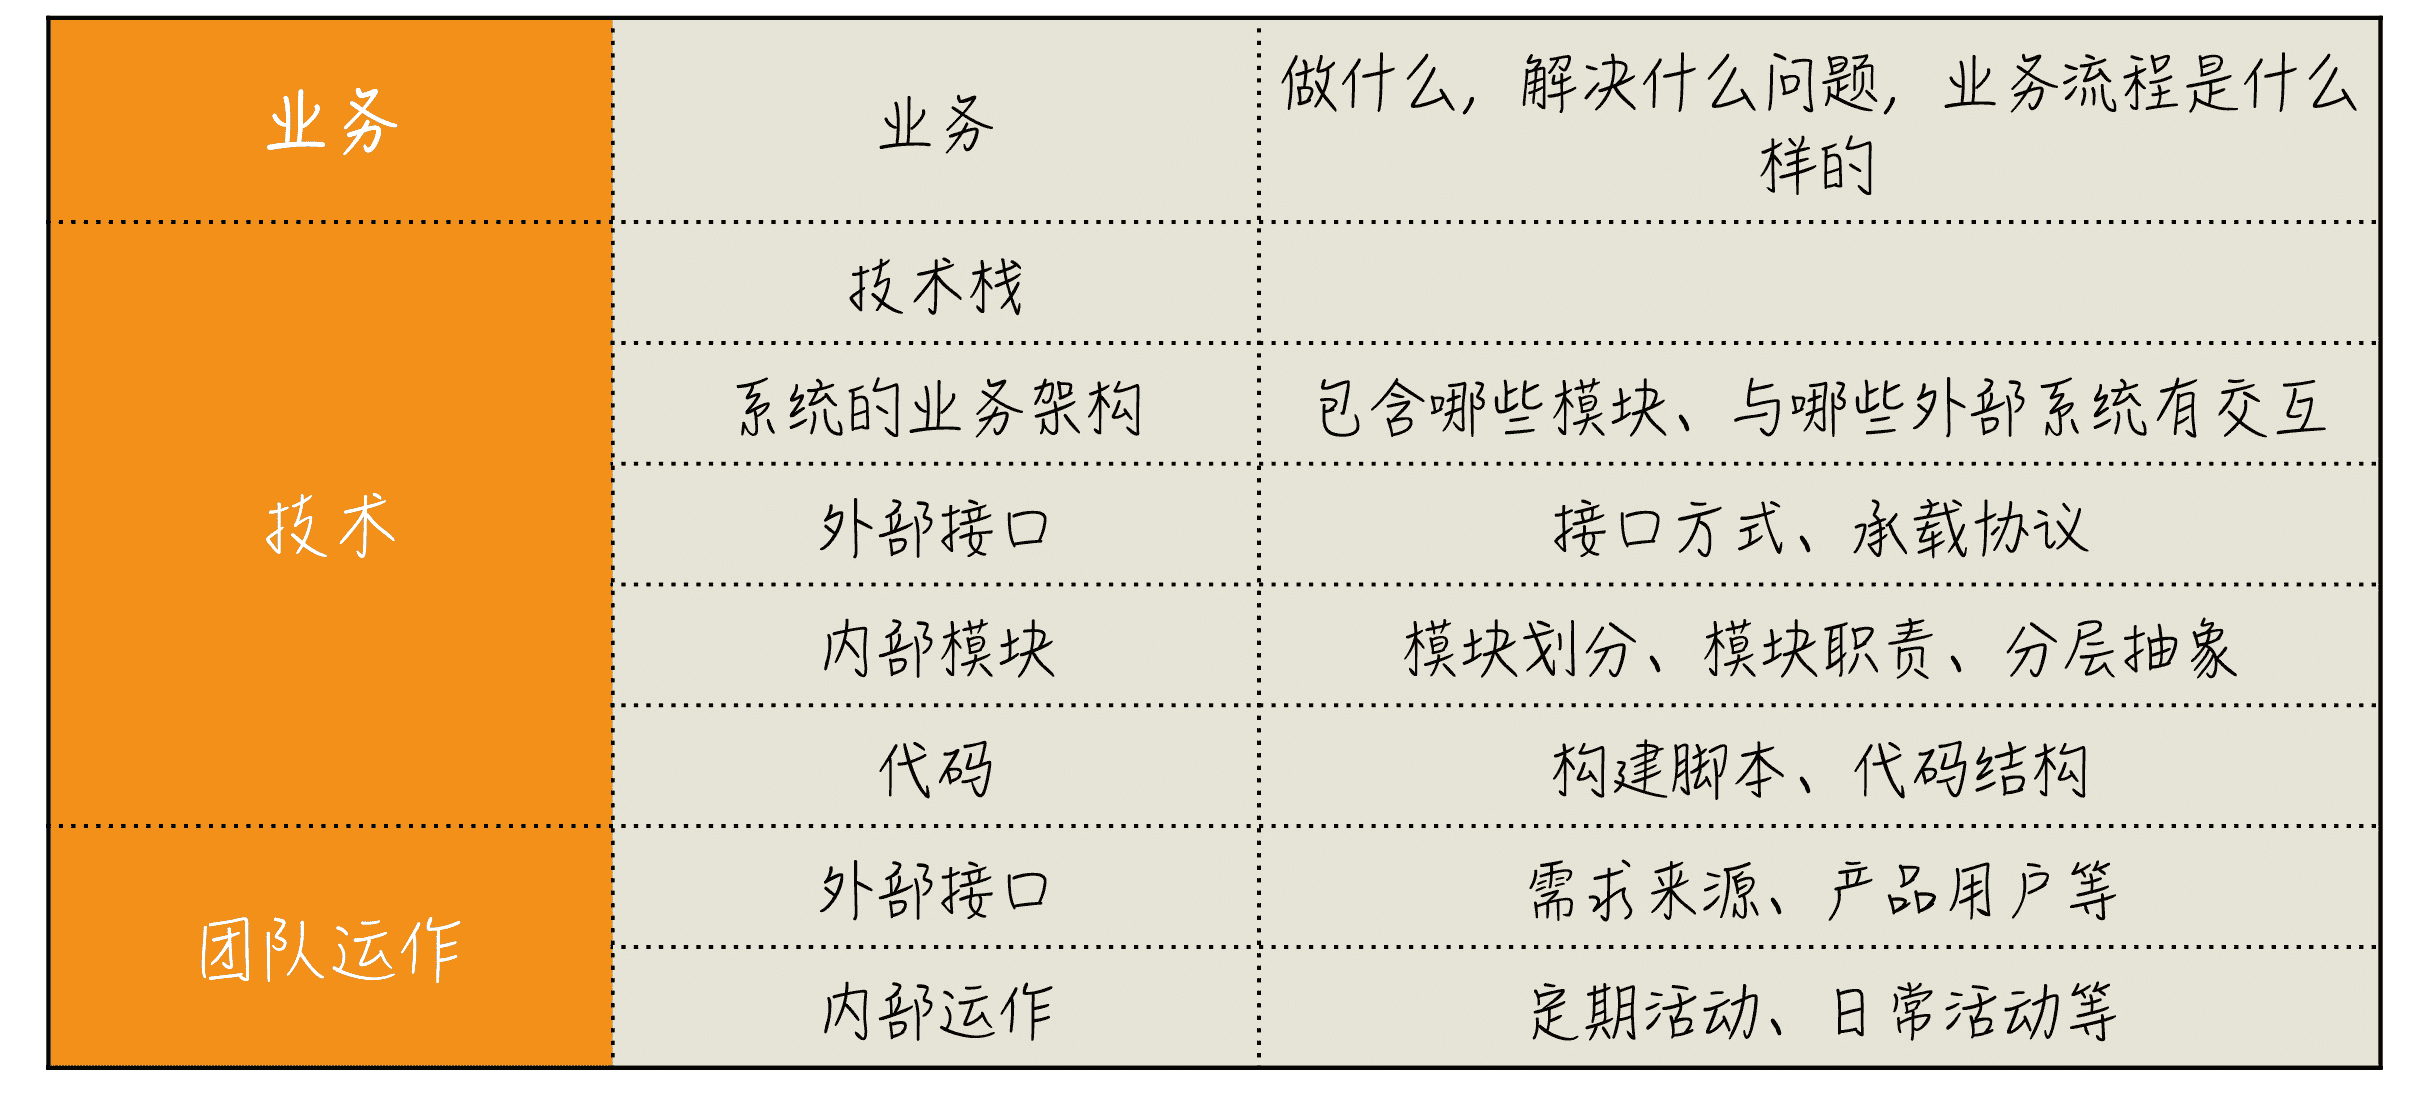 业务
业务
做什么，解决什么问题，业务流程是什么
样的
技术
技术栈
系统的业务架构
包含哪些模块、与哪些外部系统有交互
外部接口
接口方式、承载协议
内部模块
模块划分、模块职责、分层抽象
代码
构建脚本、代码结构
团队运作
外部接口
需求来源、产品用户等
内部运作
定期活动、日常活动等